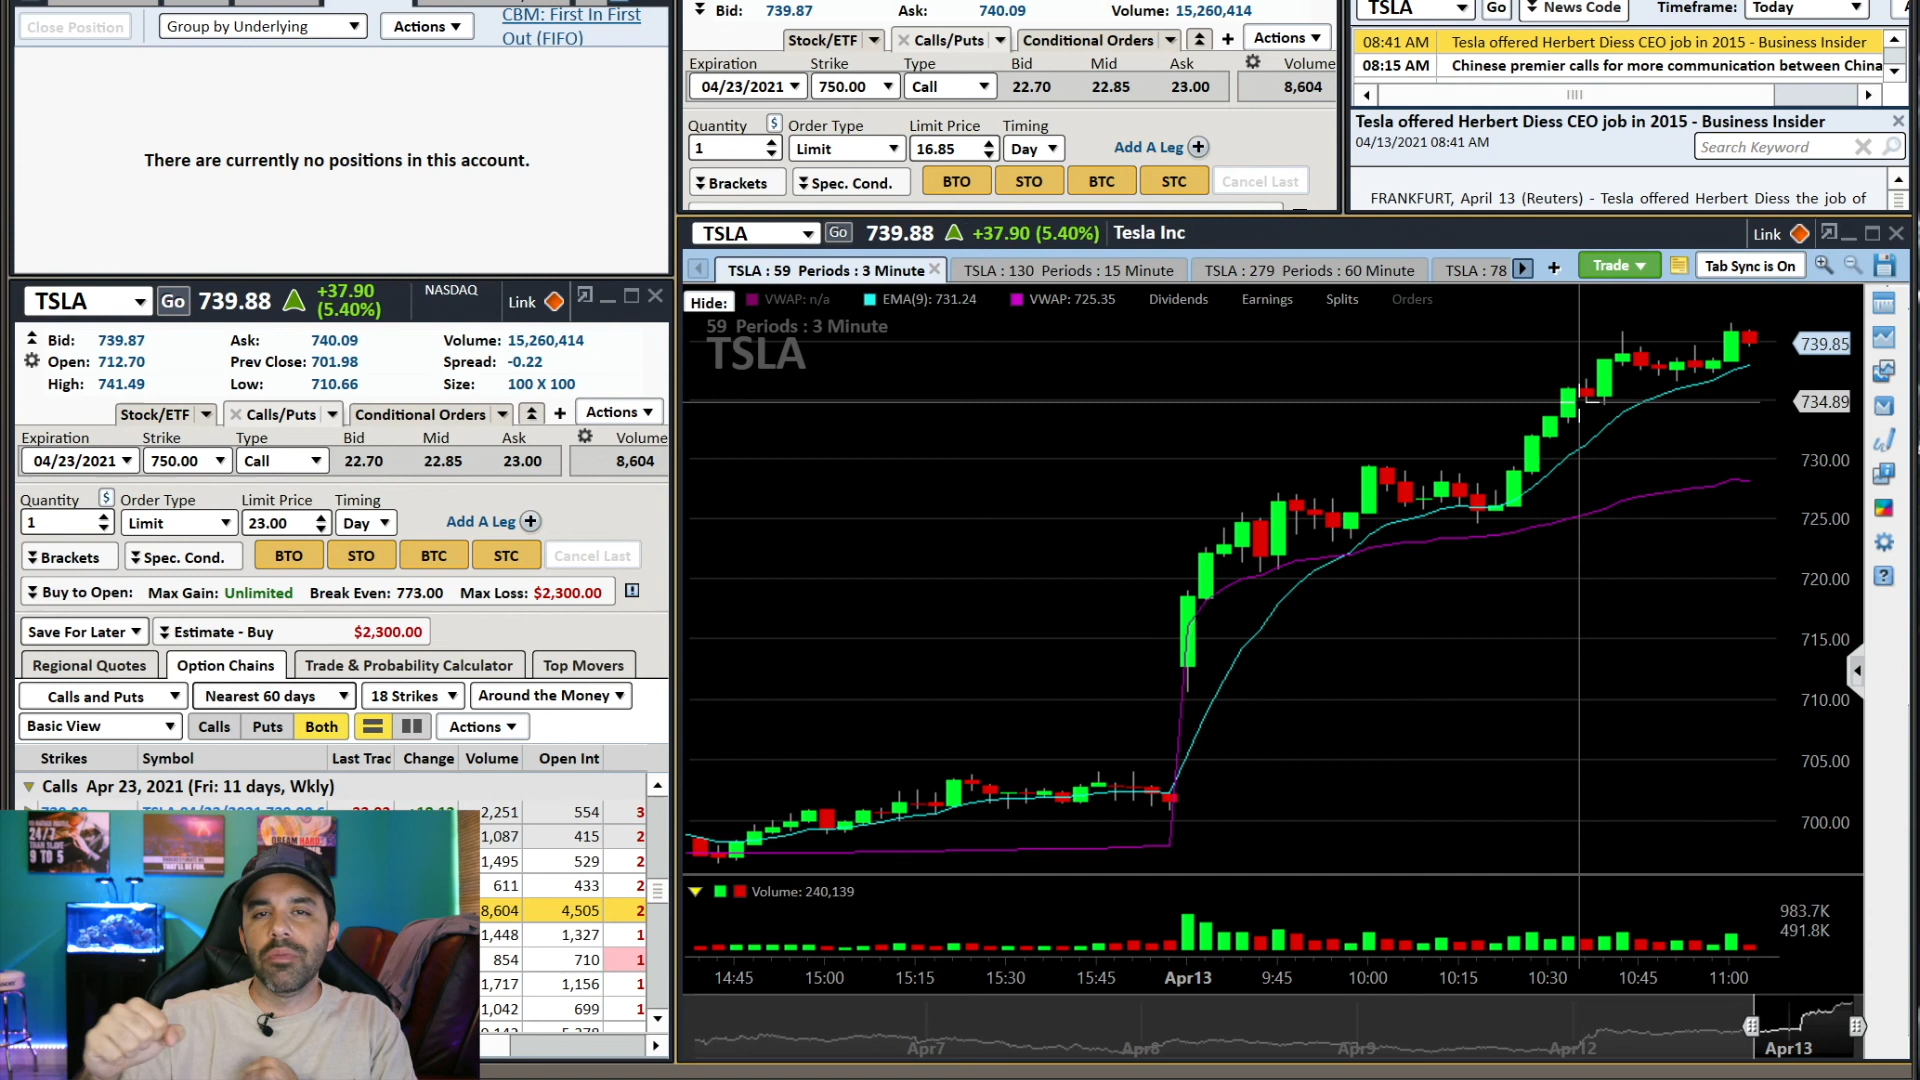 Close Position
Group by Underlying
Actions
CBM: First In First
Out (FIFO)
There are currently no positions in this account.
Bid: 739.87 Ask: 740.09 Volume: 15,260,414
Stock/ETF Calls/Puts Conditional Orders Actions
Expiration Strike Type Bid Mid Ask Volume
04/23/2021 750.00 Call 22.70 22.85 23.00 8,604
Quantity $ Order Type Limit Price Timing
1 Limit 16.85 Day Add A Leg
Brackets Spec. Cond. BTO STO BTC STC Cancel Last
TSLA Go News Code Timeframe: Today
08:41 AM Tesla offered Herbert Diess CEO job in 2015 - Business Insider
08:15 AM Chinese premier calls for more communication between China
Tesla offered Herbert Diess CEO job in 2015 - Business Insider
04/13/2021 08:41 AM
Search Keyword
FRANKFURT, April 13 (Reuters) - Tesla offered Herbert Diess the job of
TSLA Go 739.88 +37.90 (5.40%) Tesla Inc Link
TSLA : 59 Periods : 3 Minute TSLA : 130 Periods : 15 Minute TSLA : 279 Periods : 60 Minute TSLA : 78 Trade Tab Sync is On
Hide: VWAP: n/a EMA(9): 731.24 VWAP: 725.35 Dividends Earnings Splits Orders
59 Periods : 3 Minute
TSLA
739.85
734.89
730.00
725.00
720.00
715.00
710.00
705.00
700.00
Volume: 240,139
983.7K
491.8K
14:45 15:00 15:15 15:30 15:45 Apr13 9:45 10:00 10:15 10:30 10:45 11:00
Apr7 Apr8 Apr9 Apr12 Apr13
TSLA Go 739.88 +37.90
(5.40%)
NASDAQ
Link
Bid: 739.87 Ask: 740.09 Volume: 15,260,414
Open: 712.70 Prev Close: 701.98 Spread: -0.22
High: 741.49 Low: 710.66 Size: 100 X 100
Stock/ETF Calls/Puts Conditional Orders Actions
Expiration Strike Type Bid Mid Ask Volume
04/23/2021 750.00 Call 22.70 22.85 23.00 8,604
Quantity $ Order Type Limit Price Timing
1 Limit 23.00 Day Add A Leg
Brackets Spec. Cond. BTO STO BTC STC Cancel Last
Buy to Open: Max Gain: Unlimited Break Even: 773.00 Max Loss: $2,300.00
Save For Later Estimate - Buy $2,300.00
Regional Quotes Option Chains Trade & Probability Calculator Top Movers
Calls and Puts Nearest 60 days 18 Strikes Around the Money
Basic View Calls Puts Both Actions
Strikes Symbol Last Trac Change Volume Open Int
Calls Apr 23, 2021 (Fri: 11 days, Wkly)
2,251 554 3
1,087 415 2
1,495 529 2
611 433 2
8,604 4,505 2
1,448 1,327 1
854 710 1
1,717 1,156 1
1,042 699 1
24/7
9 TO 5
DREAM HARD